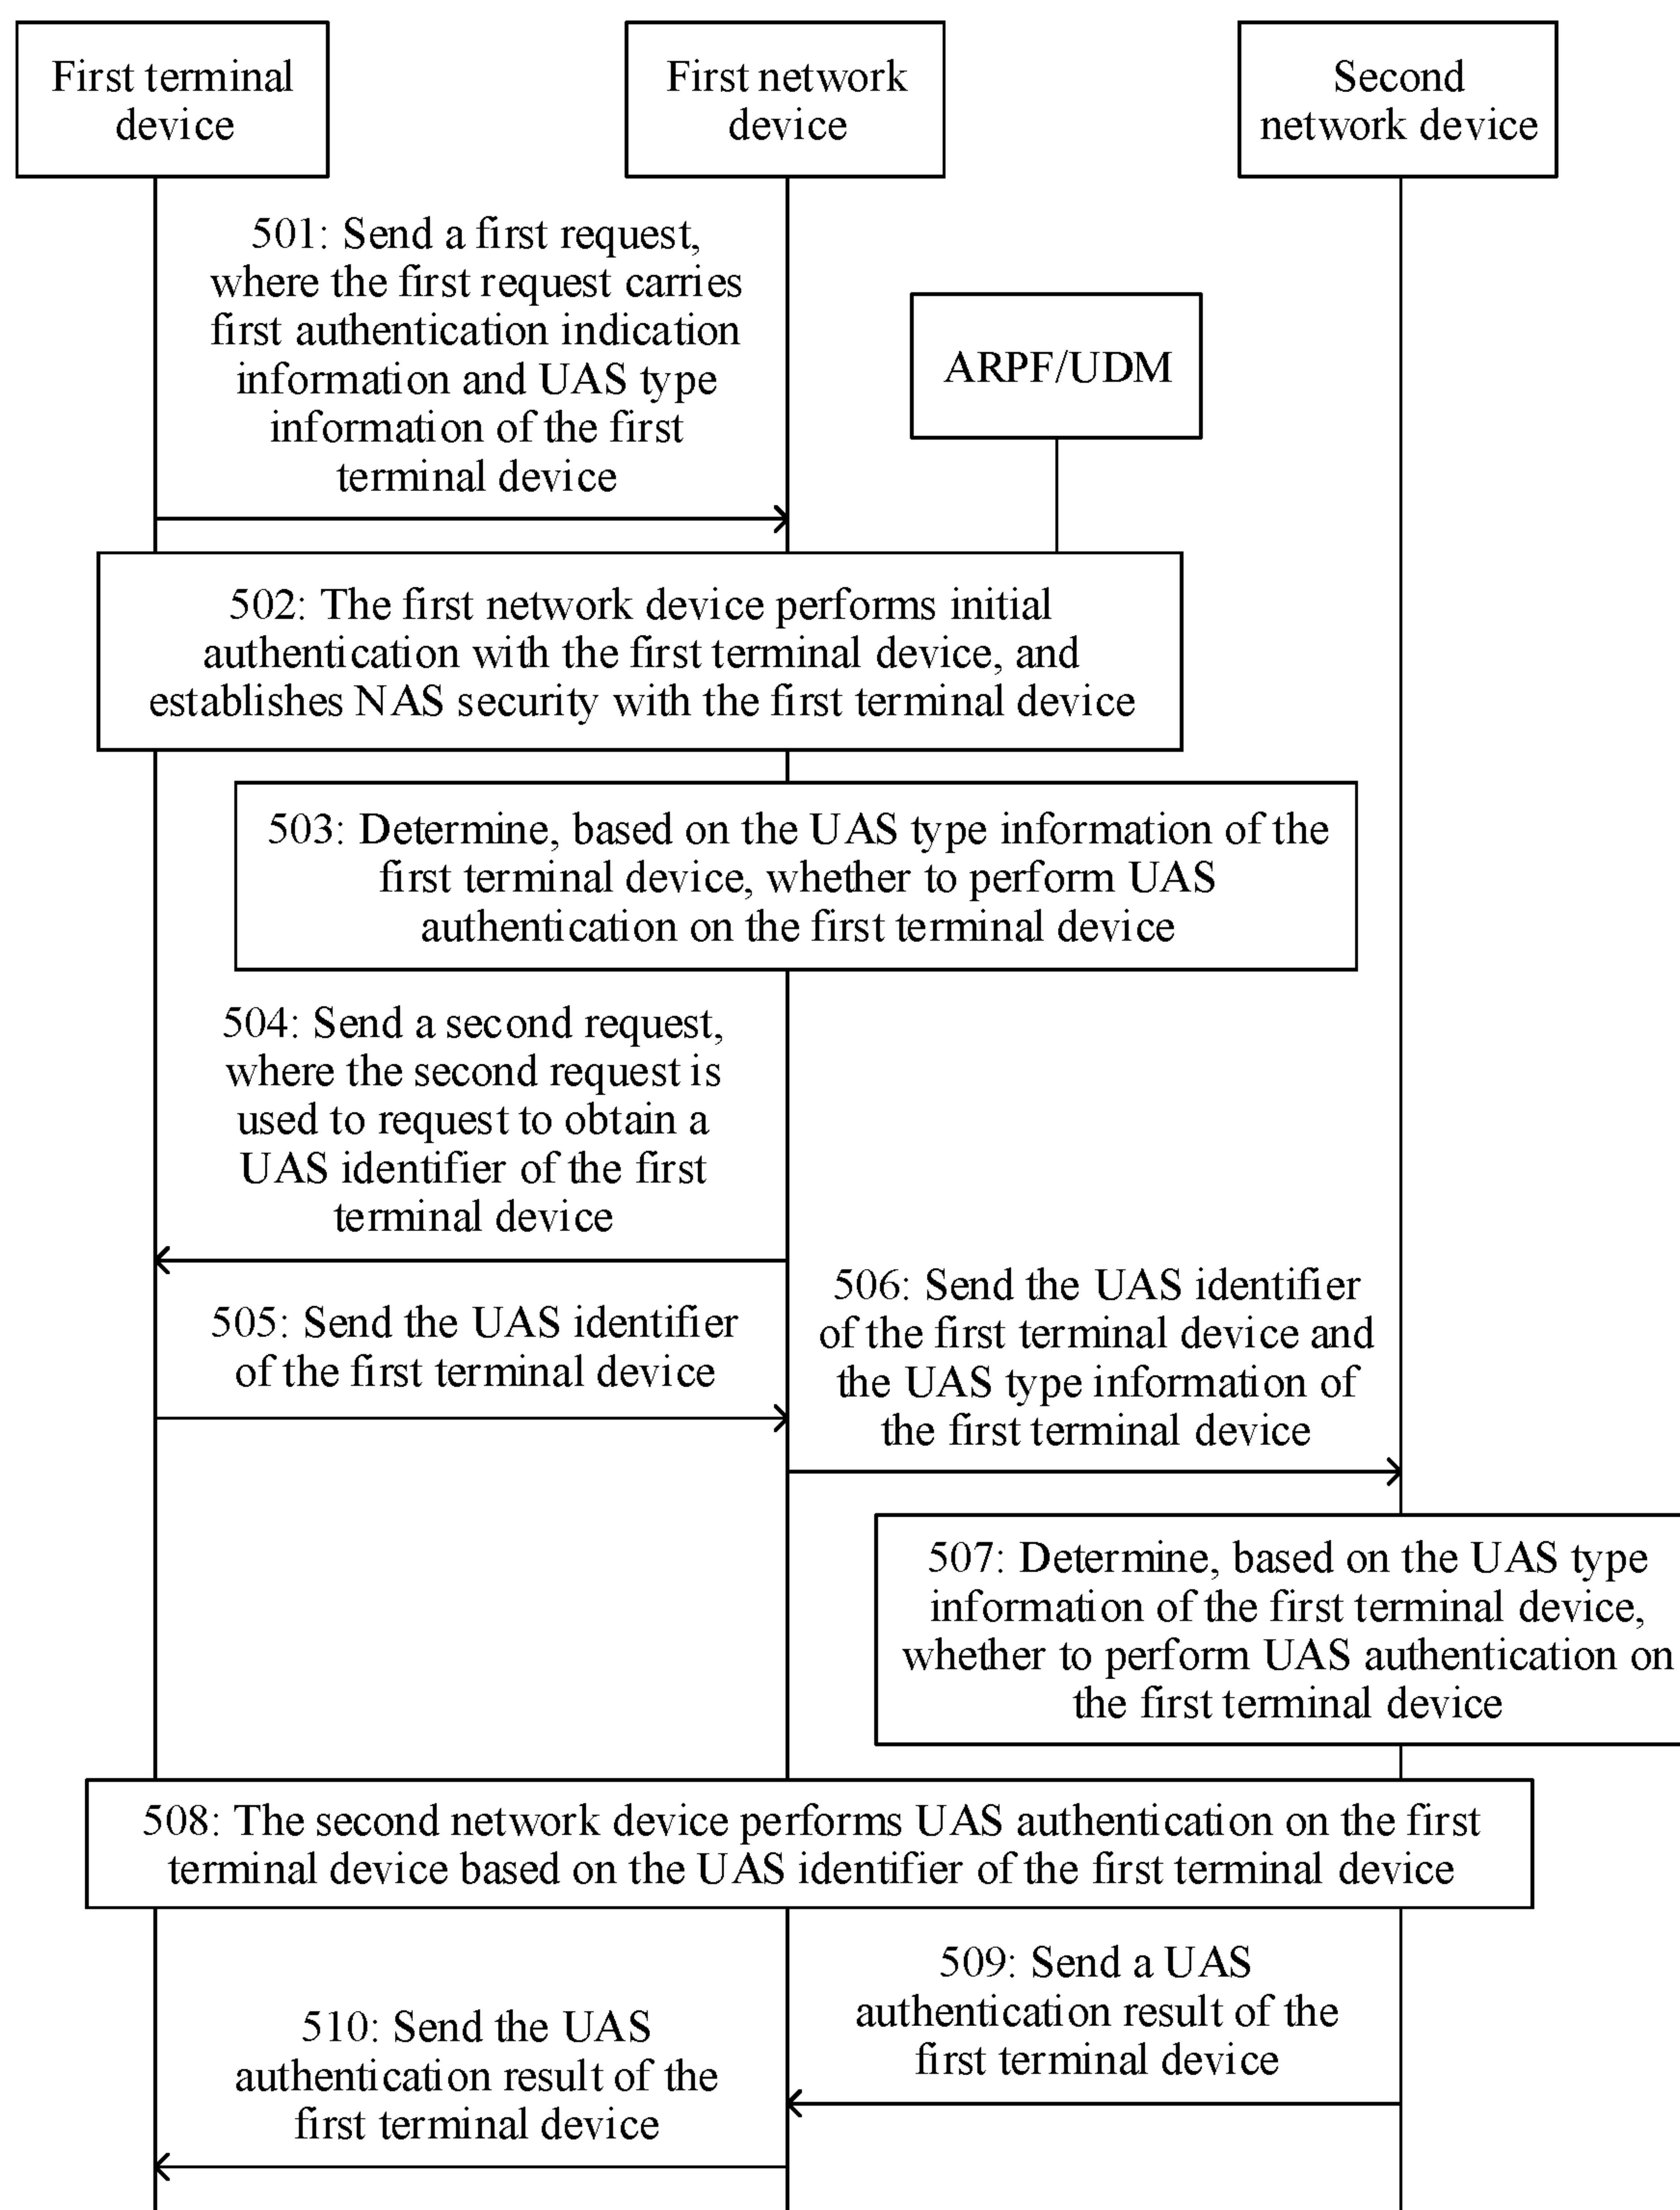 First terminal
device
First network
device
Second
network device
501: Send a first request,
where the first request carries
first authentication indication
information and UAS type
information of the first
terminal device
ARPF/UDM
502: The first network device performs initial
authentication with the first terminal device, and
establishes NAS security with the first terminal device
503: Determine, based on the UAS type information of the
first terminal device, whether to perform UAS
authentication on the first terminal device
504: Send a second request,
where the second request is
used to request to obtain a
UAS identifier of the first
terminal device
505: Send the UAS identifier
of the first terminal device
506: Send the UAS identifier
of the first terminal device and
the UAS type information of
the first terminal device
507: Determine, based on the UAS type
information of the first terminal device,
whether to perform UAS authentication on
the first terminal device
508: The second network device performs UAS authentication on the first
terminal device based on the UAS identifier of the first terminal device
509: Send a UAS
authentication result of the
first terminal device
510: Send the UAS
authentication result of the
first terminal device